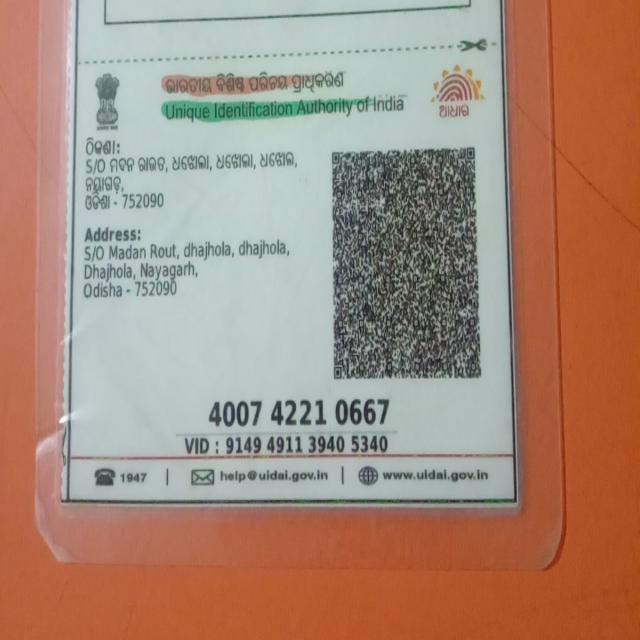 ଭାରତୀୟ ବିଶିଷ୍ଟ ପରିଚୟ ପ୍ରାଧିକରଣ
Unique Identification Authority of India
ଆଧାର
ଠିକଣା:
S/O ମଦନ ରାଉତ, ଧଝୋଲା, ଧଝୋଲା, ଧଝୋଲ,
ନୟାଗଡ଼,
ଓଡିଶା - 752090
Address:
S/O Madan Rout, dhajhola, dhajhola,
Dhajhola, Nayagarh,
Odisha - 752090
4007 4221 0667
VID : 9149 4911 3940 5340
1947 | help@uidai.gov.in | www.uidai.gov.in